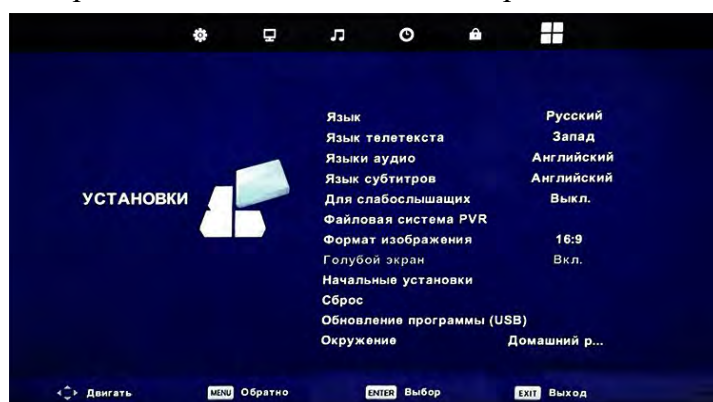 УСТАНОВКИ
Язык Русский
Язык телетекста Запад
Языки аудио Английский
Язык субтитров Английский
Для слабослышащих Выкл.
Файловая система PVR
Формат изображения 16:9
Голубой экран Вкл.
Начальные установки
Сброс
Обновление программы (USB)
Окружение Домашний р...
Двигать MENU Обратно ENTER Выбор EXIT Выход